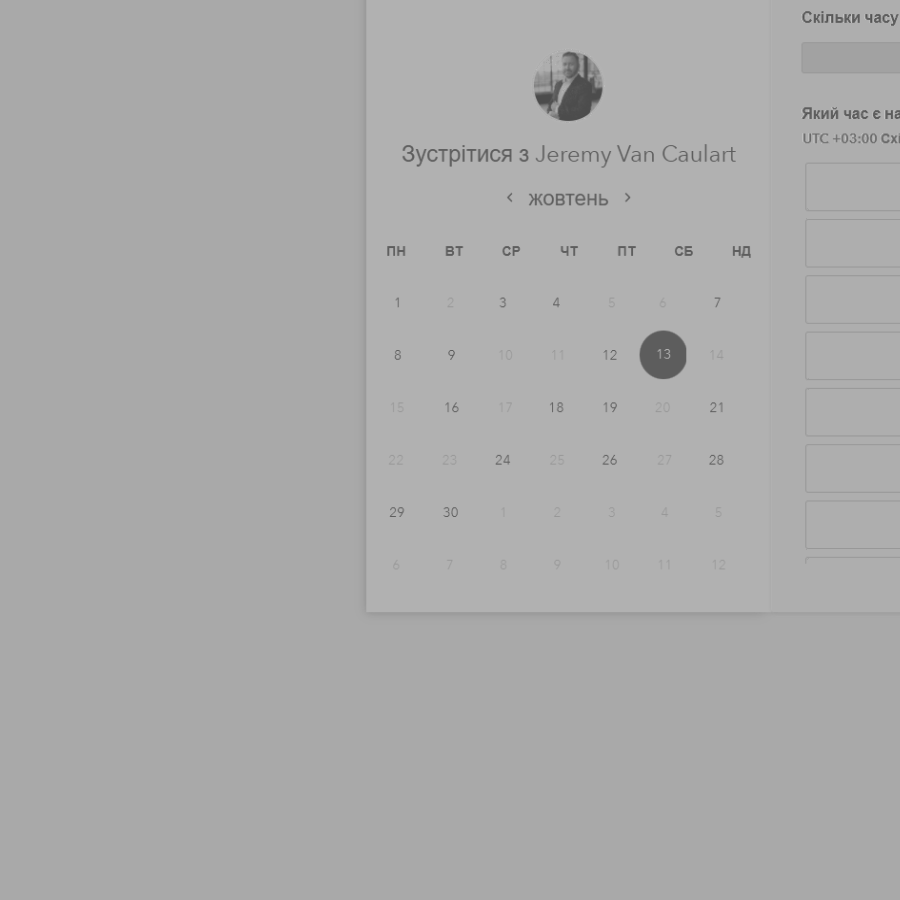 Зустрітися з Jeremy Van Caulart
жовтень
ПН ВТ СР ЧТ ПТ СБ НД
1 2 3 4 5 6 7
8 9 10 11 12 13 14
15 16 17 18 19 20 21
22 23 24 25 26 27 28
29 30 1 2 3 4 5
6 7 8 9 10 11 12
Скільки часу
Який час є на
UTC +03:00 Схі